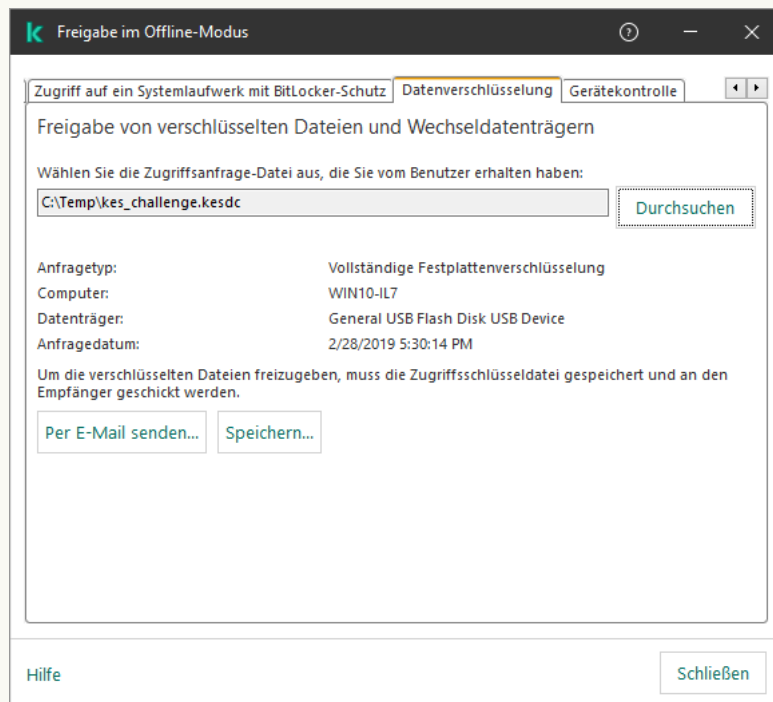 Freigabe im Offline-Modus
Zugriff auf ein Systemlaufwerk mit BitLocker-Schutz
Datenverschlüsselung
Gerätekontrolle
Freigabe von verschlüsselten Dateien und Wechseldatenträgern
Wählen Sie die Zugriffsanfrage-Datei aus, die Sie vom Benutzer erhalten haben:
C:\Temp\kes_challenge.kesdc
Durchsuchen
Anfragetyp: Vollständige Festplattenverschlüsselung
Computer: WIN10-IL7
Datenträger: General USB Flash Disk USB Device
Anfragedatum: 2/28/2019 5:30:14 PM
Um die verschlüsselten Dateien freizugeben, muss die Zugriffsschlüsseldatei gespeichert und an den
Empfänger geschickt werden.
Per E-Mail senden...
Speichern...
Hilfe
Schließen